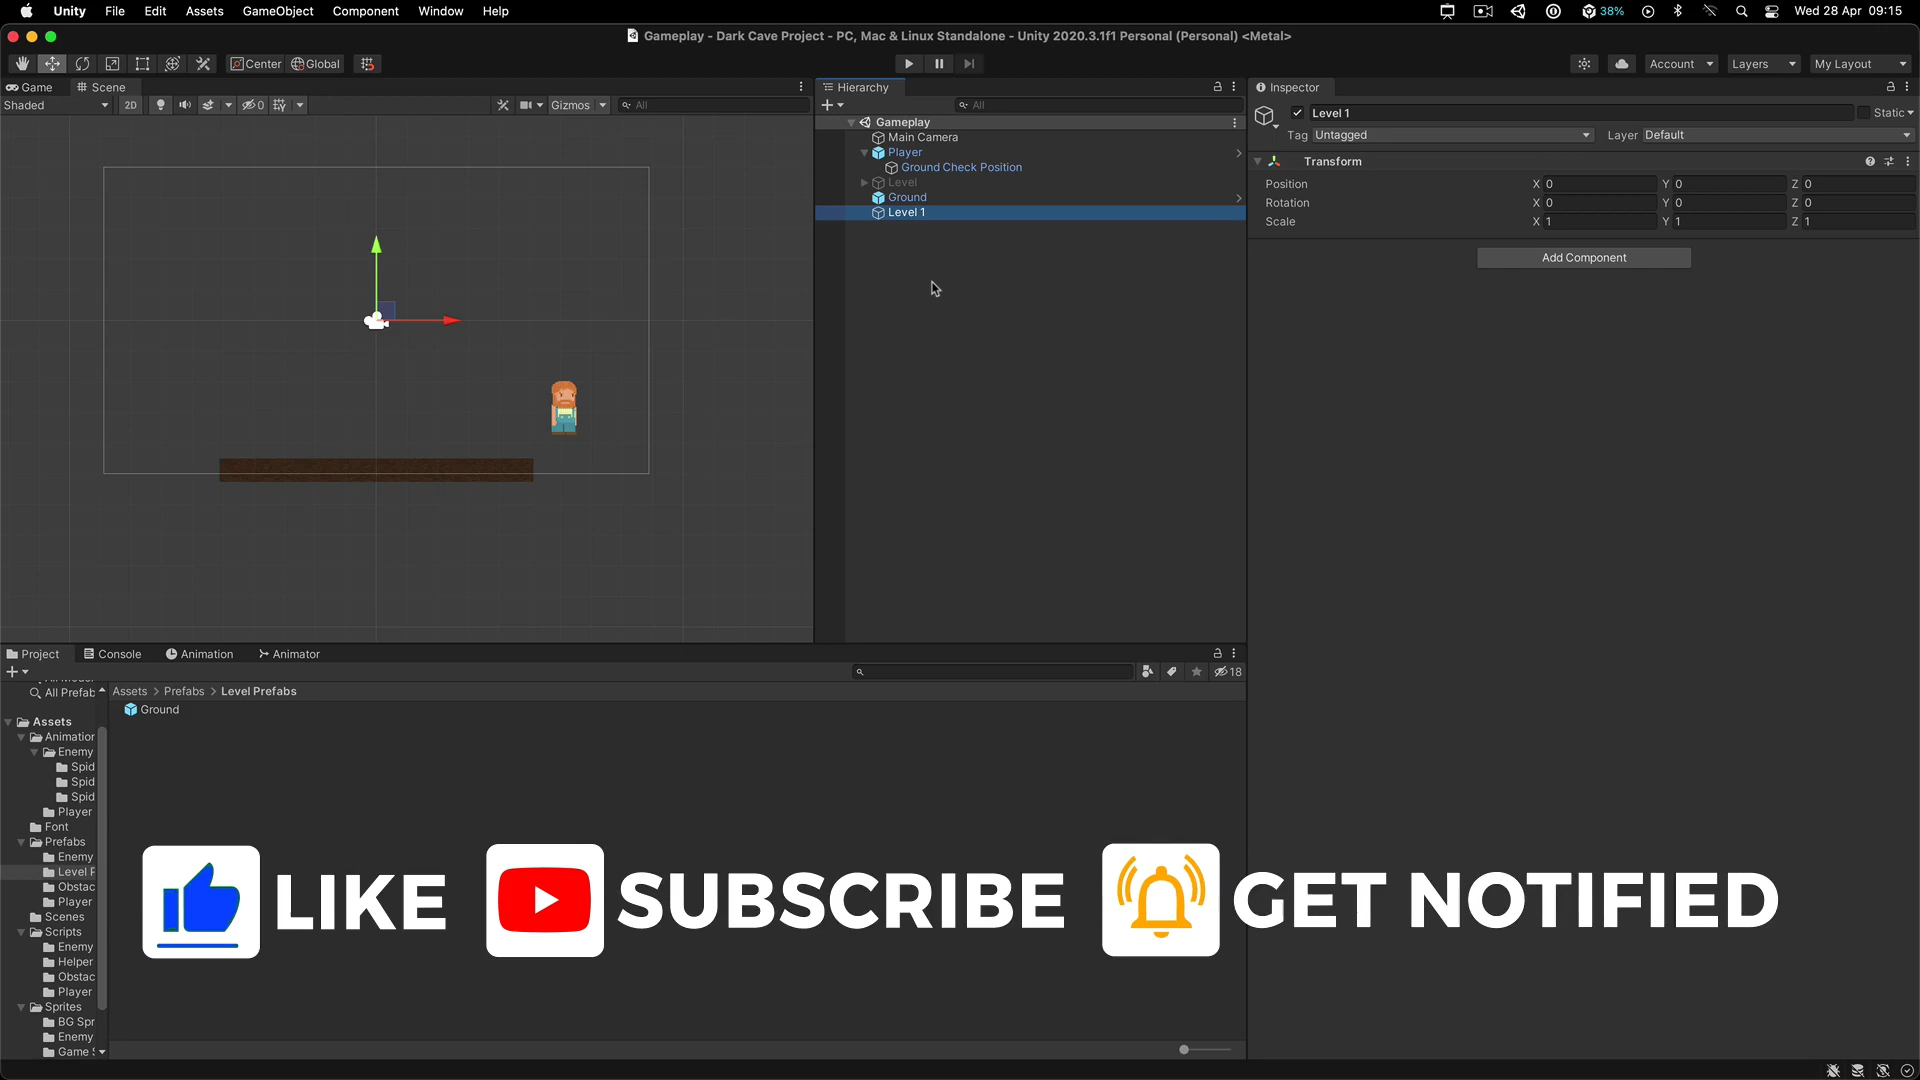 Unity File Edit Assets GameObject Component Window Help 38% Wed 28 Apr 09:15
Gameplay - Dark Cave Project - PC, Mac & Linux Standalone - Unity 2020.3.1f1 Personal (Personal) <Metal>
Center Global Account Layers My Layout
Game Scene
Shaded 2D 0 Gizmos All
Hierarchy
All
Gameplay
Main Camera
Player
Ground Check Position
Level
Ground
Level 1
Inspector
Level 1 Static
Tag Untagged Layer Default
Transform
Position X 0 Y 0 Z 0
Rotation X 0 Y 0 Z 0
Scale X 1 Y 1 Z 1
Add Component
Project Console Animation Animator
18
All Prefab
Assets
Animation
Enemy
Spid
Spid
Spid
Player
Font
Prefabs
Enemy
Level P
Obstac
Player
Scenes
Scripts
Enemy
Helper
Obstac
Player
Sprites
BG Spr
Enemy
Game S
Assets > Prefabs > Level Prefabs
Ground
LIKE SUBSCRIBE GET NOTIFIED